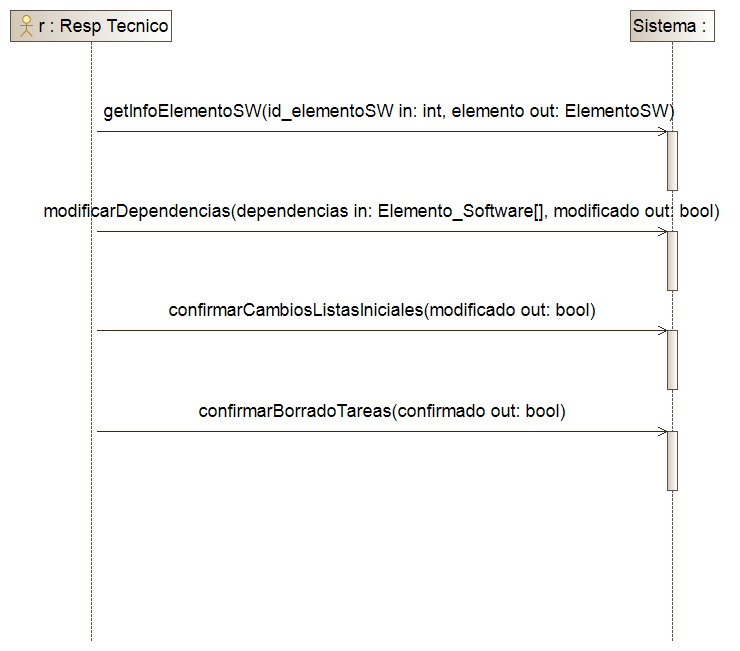 r : Resp Tecnico
Sistema :
getInfoElementoSW(id_elementoSW in: int, elemento out: ElementoSW)
modificarDependencias(dependencias in: Elemento_Software[], modificado out: bool)
confirmarCambiosListasIniciales(modificado out: bool)
confirmarBorradoTareas(confirmado out: bool)